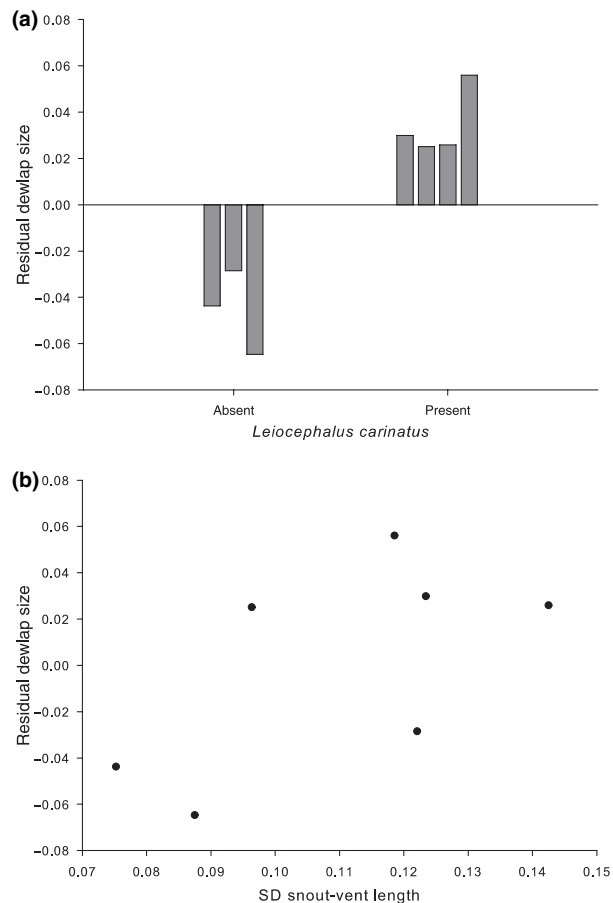 (a)
0.08
0.06
0.04
0.02
0.00
−0.02
−0.04
−0.06
−0.08
Residual dewlap size
Absent
Present
Leiocephalus carinatus
(b)
0.08
0.06
0.04
0.02
0.00
−0.02
−0.04
−0.06
−0.08
Residual dewlap size
0.07 0.08 0.09 0.10 0.11 0.12 0.13 0.14 0.15
SD snout-vent length